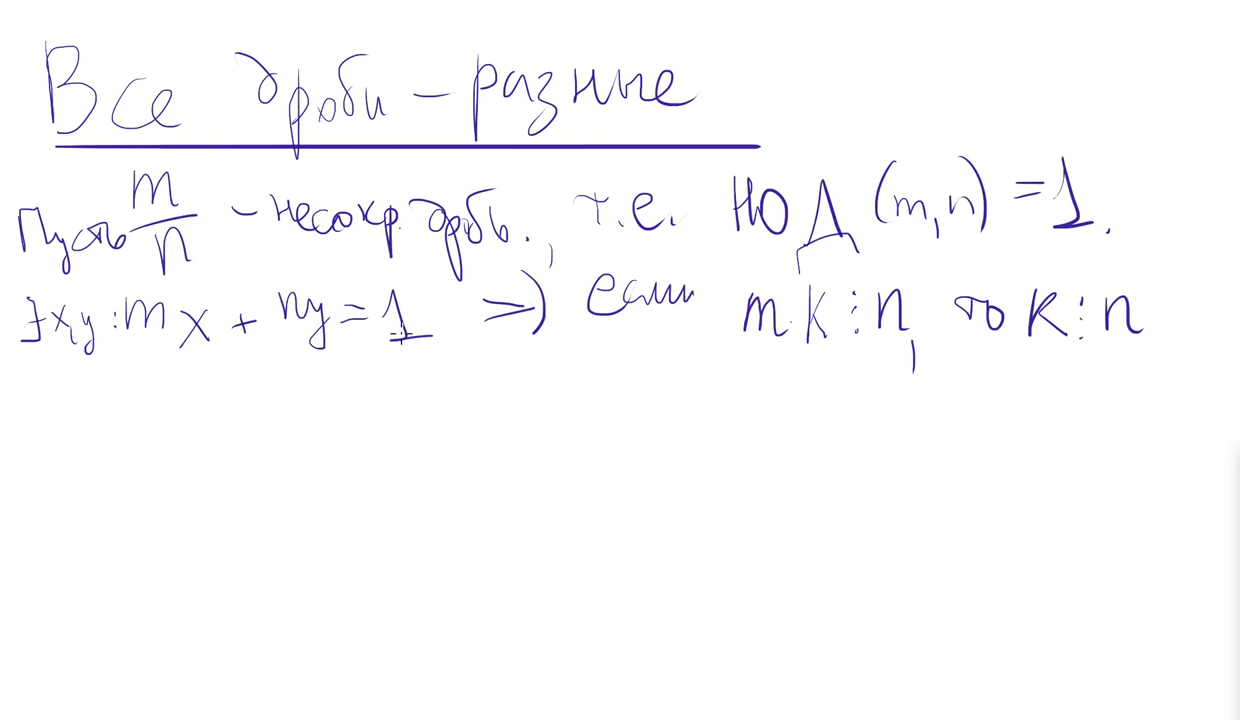 Все дроби – разные
Пусть m/n – несокр. дробь., т.е. НОД (m,n) = 1.
∃x,y : mx + ny = 1 => если m·k⋮n, то k⋮n